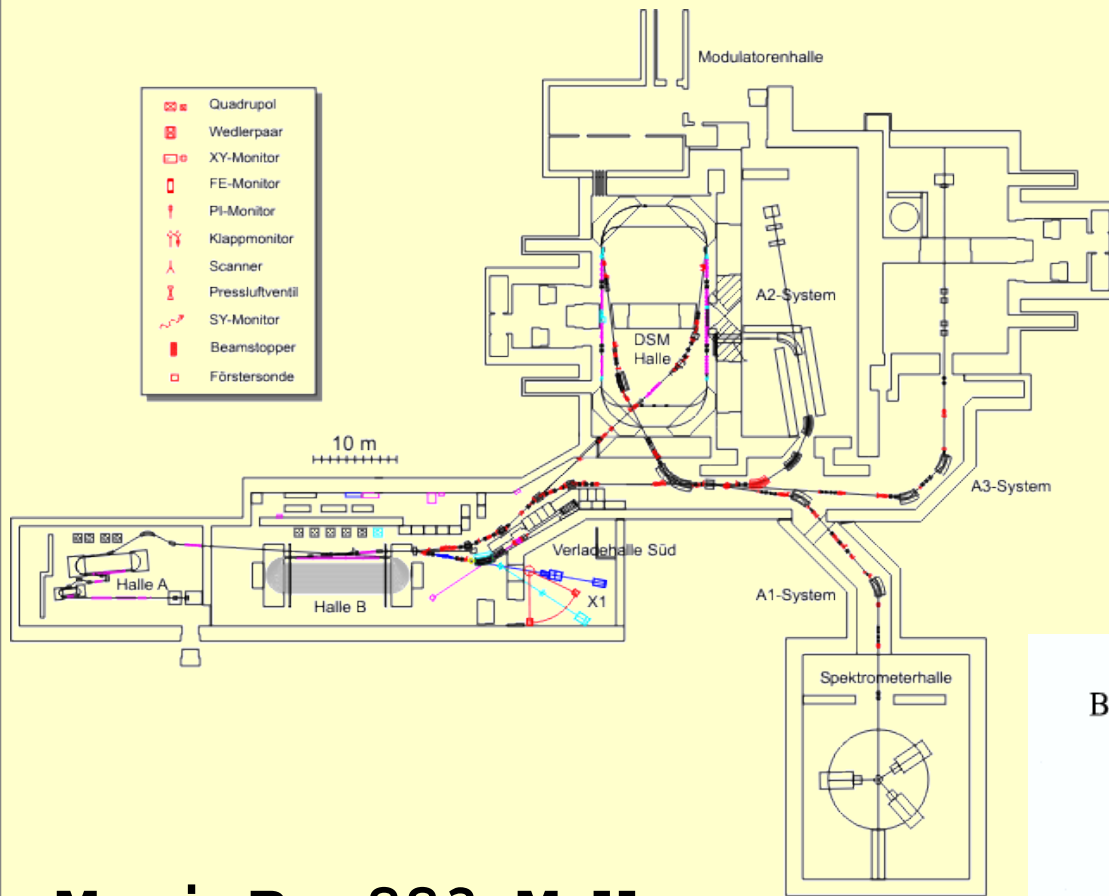 Modulatorenhalle
Quadrupol
Wedlerpaar
XY-Monitor
FE-Monitor
PI-Monitor
Klappmonitor
Scanner
Pressluftventil
SY-Monitor
Beamstopper
Förstersonde
A2-System
DSM
Halle
10 m
A3-System
Verladehalle Süd
Halle A
Halle B
X1
A1-System
Spektrometerhalle
B